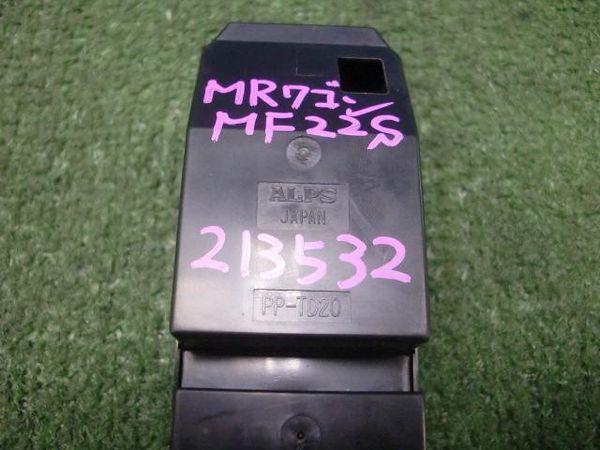 MRワゴン
MF22S
ALPS
JAPAN
213532
PP-TD20